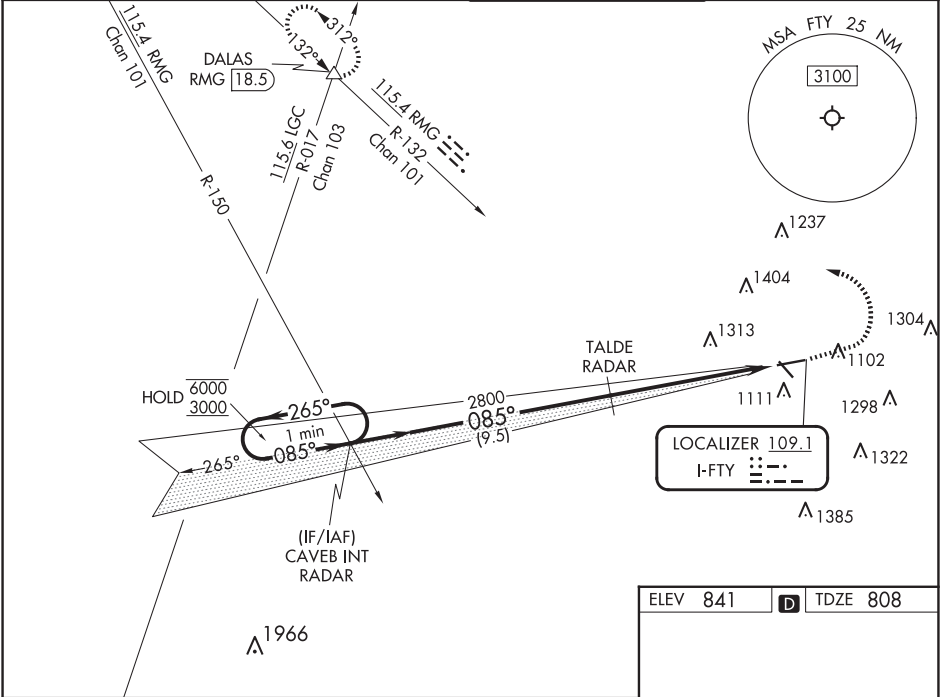 115.4 RMG
Chan 101
312°
132°
DALAS
RMG 18.5
115.4 RMG
R-132
Chan 101
115.6 LGC
R-017
Chan 103
R-150
MSA FTY 25 NM
3100
1237
1404
1313
1304
1102
1111
1298
1322
1385
TALDE
RADAR
HOLD 6000
3000
265°
1 min
085°
265°
2800
085°
(9.5)
LOCALIZER 109.1
I-FTY
(IF/IAF)
CAVEB INT
RADAR
1966
ELEV 841 D TDZE 808